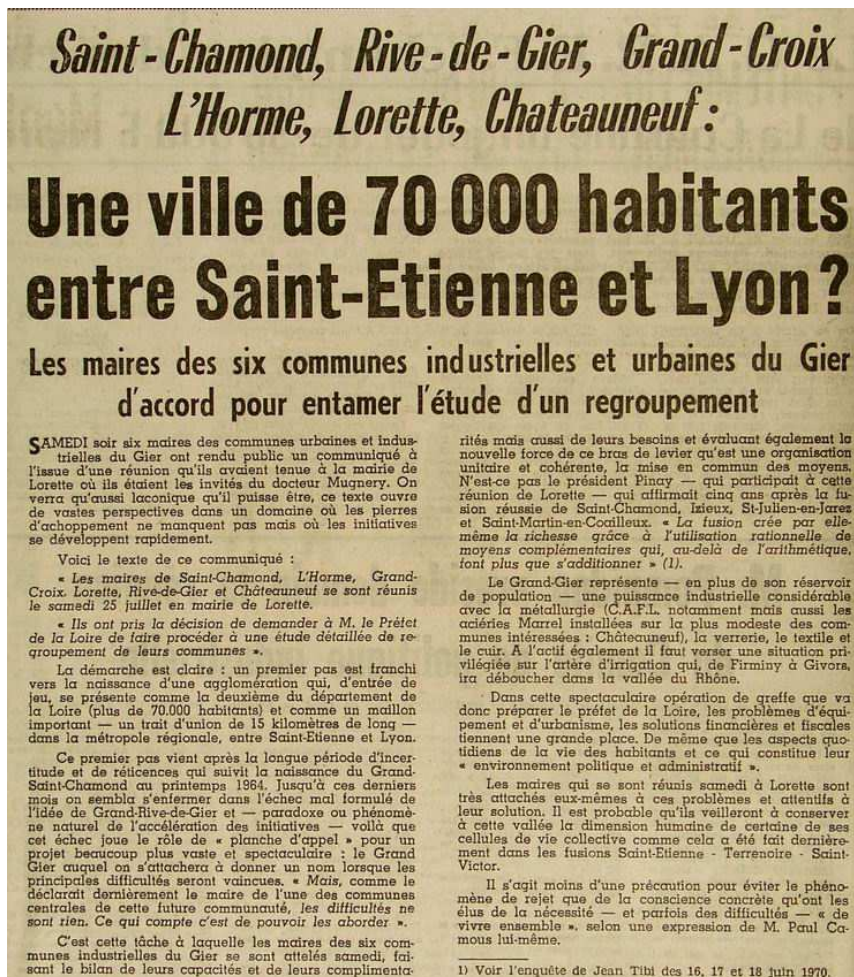 Saint-Chamond, Rive-de-Gier, Grand-Croix
L'Horme, Lorette, Chateauneuf :
Une ville de 70 000 habitants
entre Saint-Etienne et Lyon ?
Les maires des six communes industrielles et urbaines du Gier
d'accord pour entamer l'étude d'un regroupement
SAMEDI soir six maires des communes urbaines et indus-
trielles du Gier ont rendu public un communiqué à
l'issue d'une réunion qu'ils avaient tenue à la mairie de
Lorette où ils étaient les invités du docteur Mugnery. On
verra qu'aussi laconique qu'il puisse être, ce texte ouvre
de vastes perspectives dans un domaine où les pierres
d'achoppement ne manquent pas mais où les initiatives
se développent rapidement.
Voici le texte de ce communiqué :
« Les maires de Saint-Chamond, L'Horme, Grand-
Croix, Lorette, Rive-de-Gier et Châteauneuf se sont réunis
le samedi 25 juillet en mairie de Lorette.
« Ils ont pris la décision de demander à M. le Préfet
de la Loire de faire procéder à une étude détaillée de re-
groupement de leurs communes ».
La démarche est claire : un premier pas est franchi
vers la naissance d'une agglomération qui, d'entrée de
jeu, se présente comme la deuxième du département de
la Loire (plus de 70.000 habitants) et comme un maillon
important — un trait d'union de 15 kilomètres de long —
dans la métropole régionale, entre Saint-Etienne et Lyon.
Ce premier pas vient après la longue période d'incer-
titude et de réticences qui suivit la naissance du Grand-
Saint-Chamond au printemps 1964. Jusqu'à ces derniers
mois on sembla s'enfermer dans l'échec mal formulé de
l'idée de Grand-Rive-de-Gier et — paradoxe ou phénomè-
ne naturel de l'accélération des initiatives — voilà que
cet échec joue le rôle de « planche d'appel » pour un
projet beaucoup plus vaste et spectaculaire : le Grand
Gier auquel on s'attachera à donner un nom lorsque les
principales difficultés seront vaincues. « Mais, comme le
déclarait dernièrement le maire de l'une des communes
centrales de cette future communauté, les difficultés ne
sont rien. Ce qui compte c'est de pouvoir les aborder ».
C'est cette tâche à laquelle les maires des six com-
munes industrielles du Gier se sont attelés samedi, fai-
sant le bilan de leurs capacités et de leurs complimenta-
rités mais aussi de leurs besoins et évaluant également la
nouvelle force de ce bras de levier qu'est une organisation
unitaire et cohérente, la mise en commun des moyens.
N'est-ce pas le président Pinay — qui participait à cette
réunion de Lorette — qui affirmait cinq ans après la fu-
sion réussie de Saint-Chamond, Izieux, St-Julien-en-Jarez
et Saint-Martin-en-Coailleux. « La fusion crée par elle-
même la richesse grâce à l'utilisation rationnelle de
moyens complémentaires qui, au-delà de l'arithmétique,
font plus que s'additionner » (1).
Le Grand-Gier représente — en plus de son réservoir
de population — une puissance industrielle considérable
avec la métallurgie (C.A.F.L. notamment mais aussi les
aciéries Marrel installées sur la plus modeste des com-
munes intéressées : Châteauneuf), la verrerie, le textile et
le cuir. A l'actif également il faut verser une situation pri-
vilégiée sur l'artère d'irrigation qui, de Firminy à Givors,
ira déboucher dans la vallée du Rhône.
Dans cette spectaculaire opération de greffe que va
donc préparer le préfet de la Loire, les problèmes d'équi-
pement et d'urbanisme, les solutions financières et fiscales
tiennent une grande place. De même que les aspects quo-
tidiens de la vie des habitants et ce qui constitue leur
« environnement politique et administratif ».
Les maires qui se sont réunis samedi à Lorette sont
très attachés eux-mêmes à ces problèmes et attentifs à
leur solution. Il est probable qu'ils veilleront à conserver
à cette vallée la dimension humaine de certaine de ses
cellules de vie collective comme cela a été fait dernière-
ment dans les fusions Saint-Etienne - Terrenoire - Saint-
Victor.
Il s'agit moins d'une précaution pour éviter le phéno-
mène de rejet que de la conscience concrète qu'ont les
élus de la nécessité — et parfois des difficultés — « de
vivre ensemble ». selon une expression de M. Paul Ca-
mous lui-même.
1) Voir l'enquête de Jean Tibi des 16, 17 et 18 juin 1970.